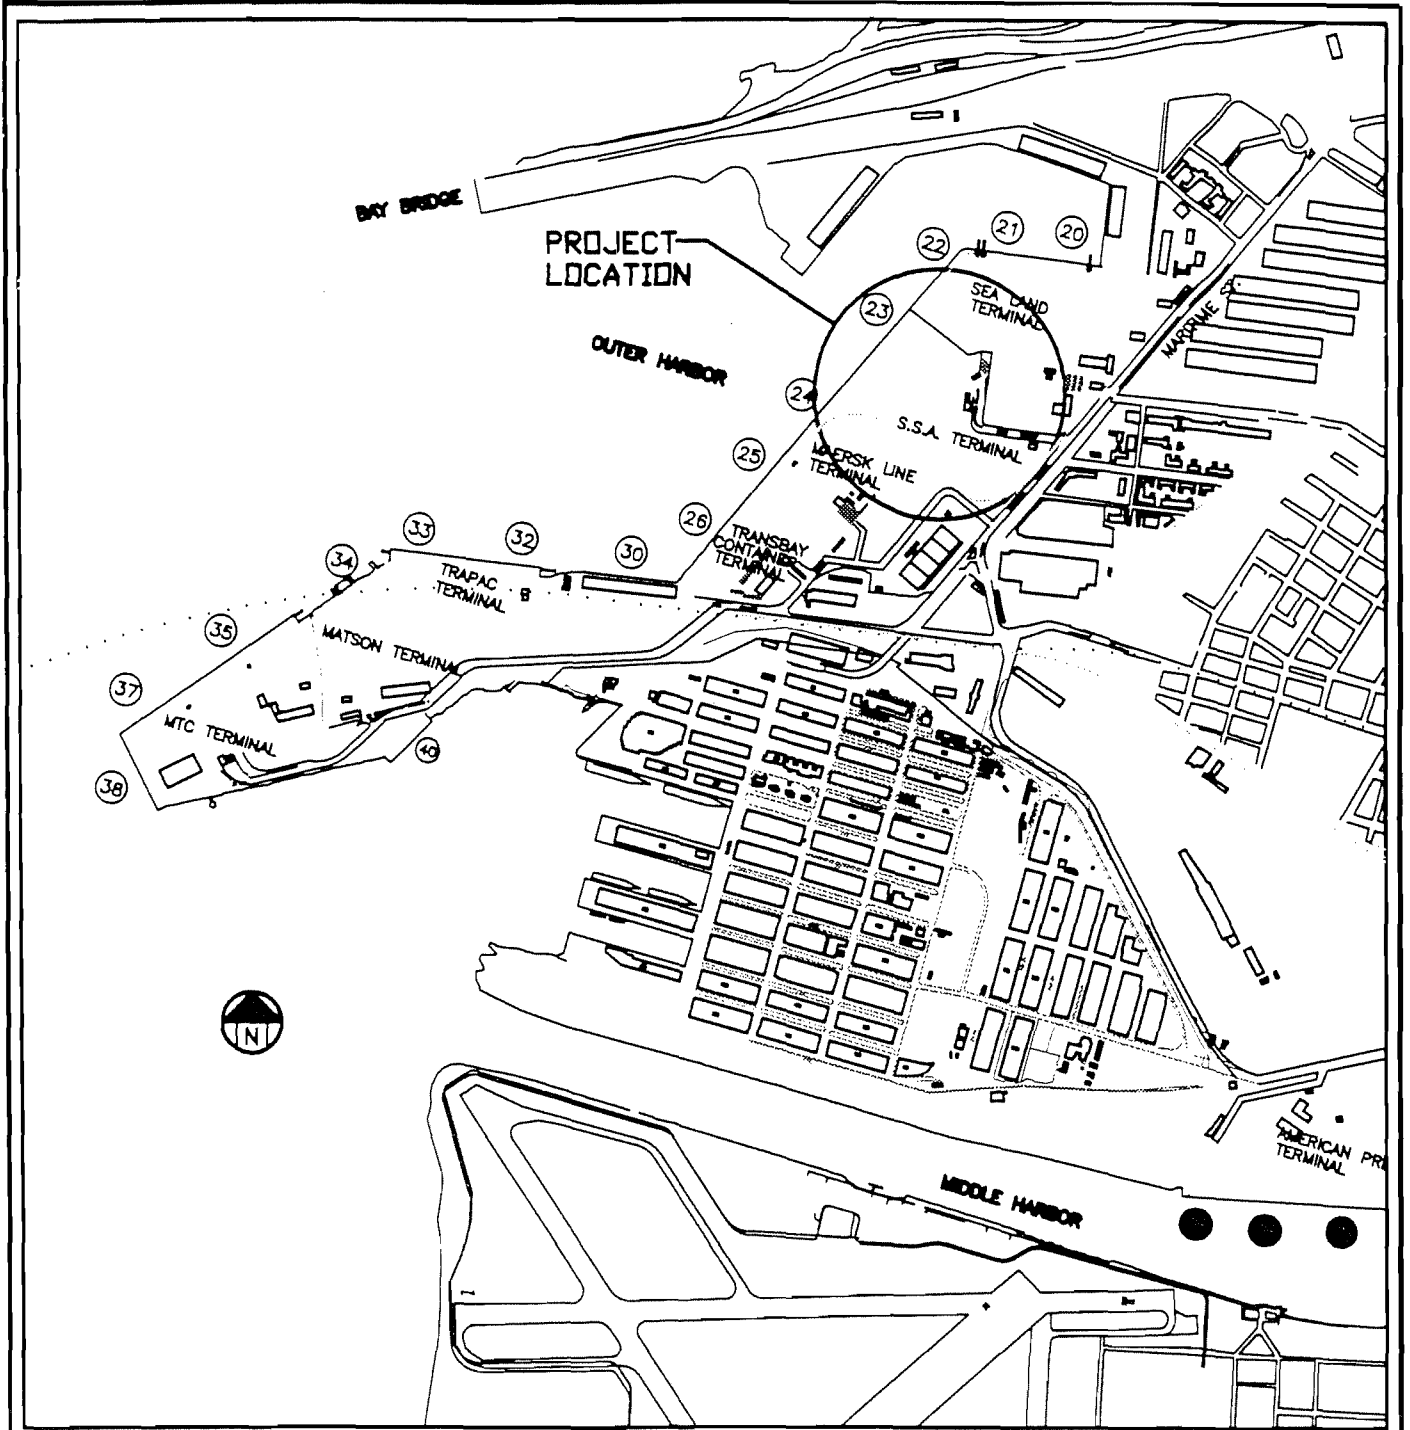 BAY BRIDGE
PROJECT
LOCATION
22
21
20
23
SEA LAND
TERMINAL
MARITIME
OUTER HARBOR
24
S.S.A. TERMINAL
25
MAERSK LINE
TERMINAL
26
TRANSBAY
CONTAINER
TERMINAL
33
32
30
34
TRAPAC
TERMINAL
35
MATSON TERMINAL
37
MTC TERMINAL
40
38
N
AMERICAN PRE
TERMINAL
MIDDLE HARBOR